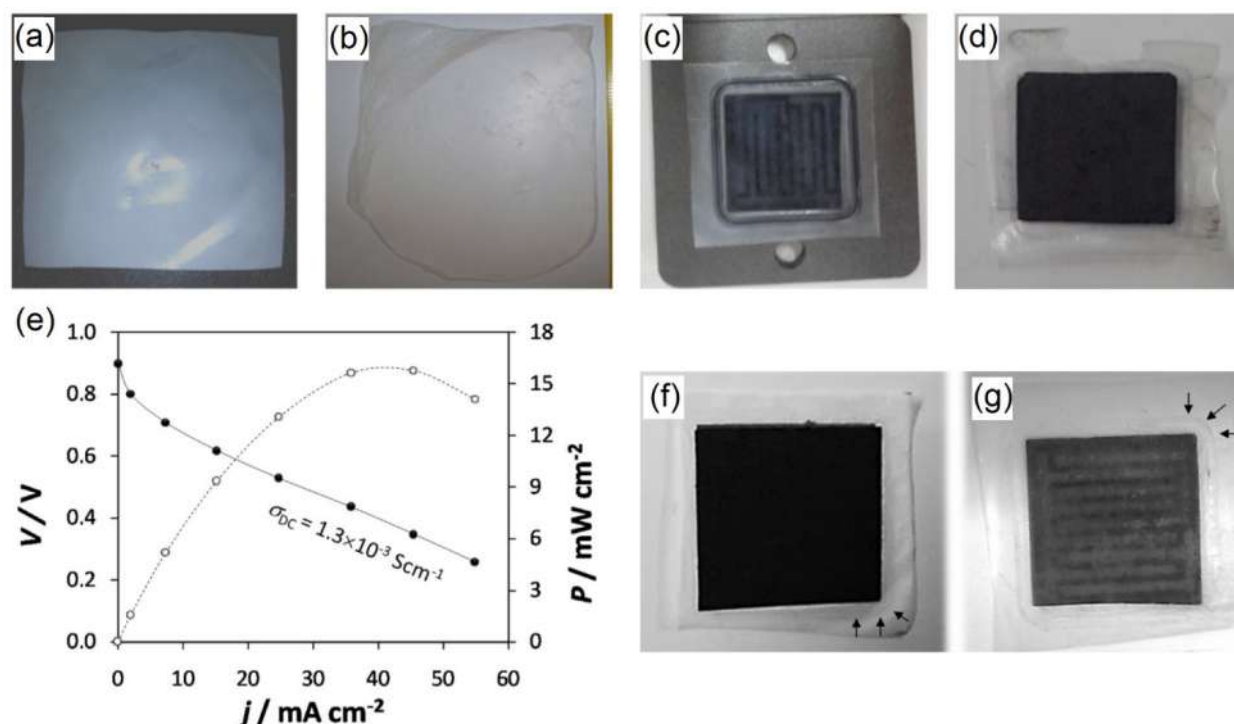 (a)
(b)
(c)
(d)
(e)
1.0
0.8
0.6
0.4
0.2
0.0
V / V
18
15
12
9
6
3
0
P / mW cm⁻²
σDC = 1.3×10⁻³ Scm⁻¹
0 10 20 30 40 50 60
j / mA cm⁻²
(f)
(g)